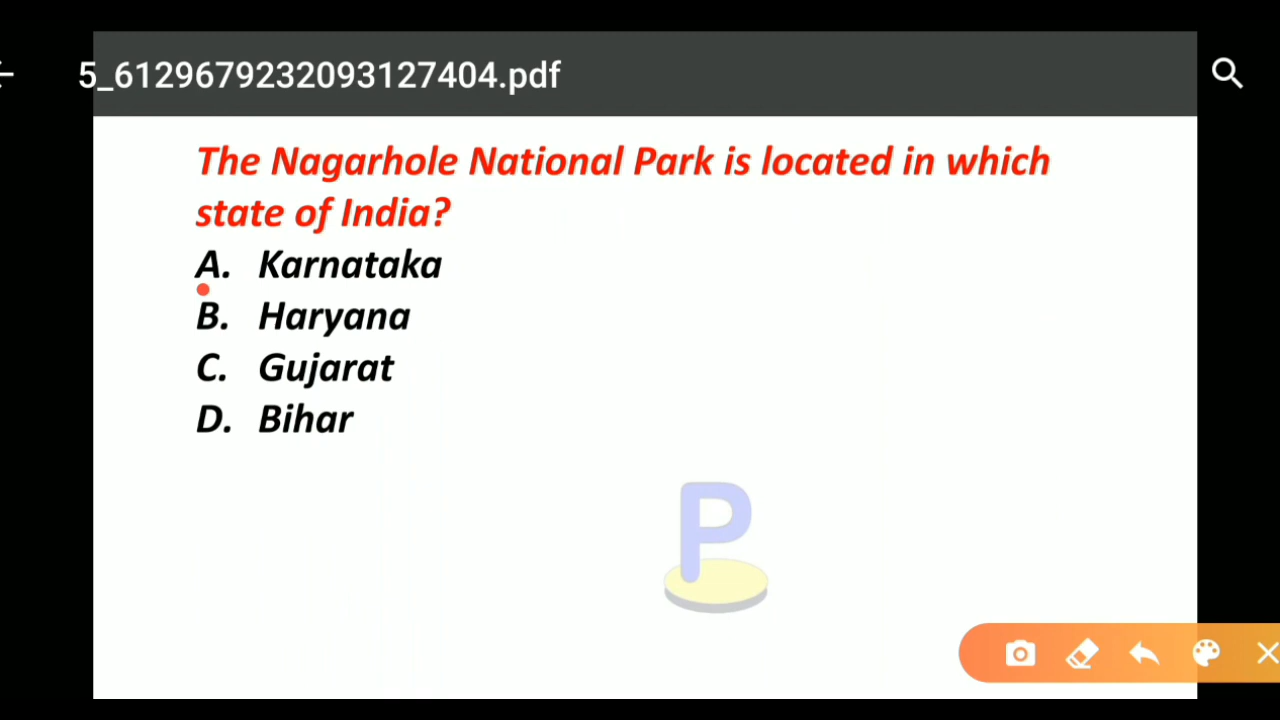 5_6129679232093127404.pdf
The Nagarhole National Park is located in which
state of India?
A. Karnataka
B. Haryana
C. Gujarat
D. Bihar
P